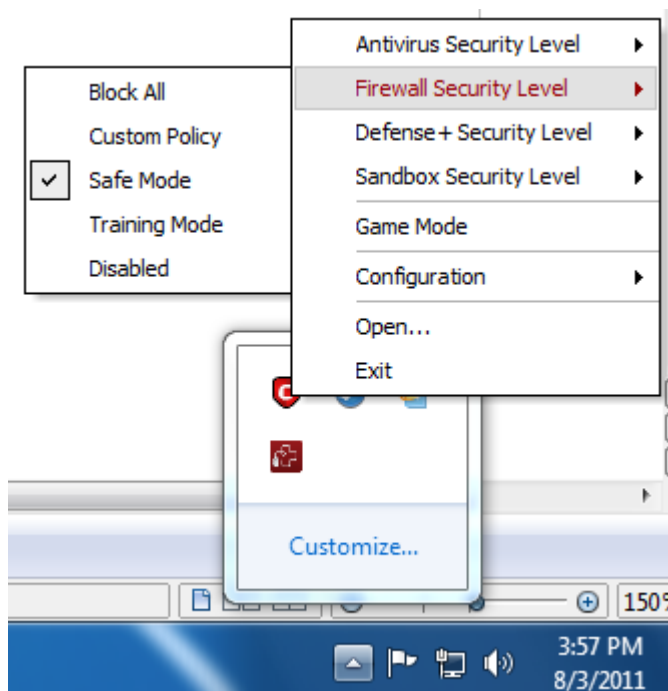 Antivirus Security Level
Firewall Security Level
Defense+ Security Level
Sandbox Security Level
Game Mode
Configuration
Open...
Exit
Block All
Custom Policy
Safe Mode
Training Mode
Disabled
Customize...
150%
3:57 PM
8/3/2011